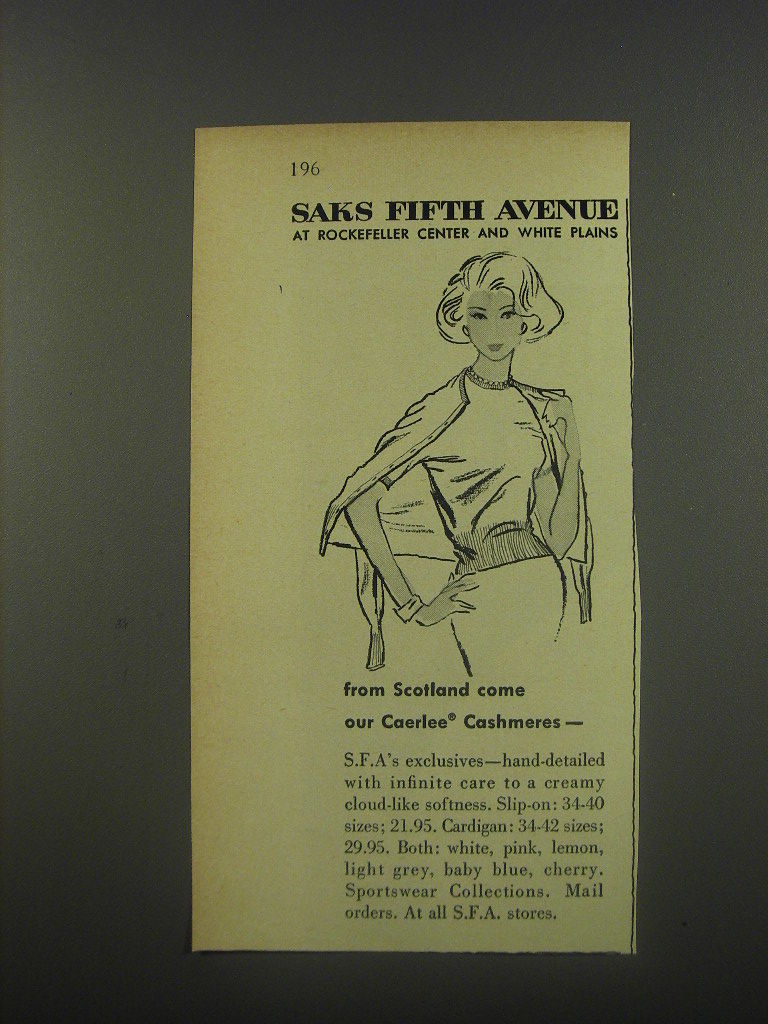 196
SAKS FIFTH AVENUE
AT ROCKEFELLER CENTER AND WHITE PLAINS
from Scotland come
our Caerlee® Cashmeres—
S.F.A's exclusives—hand-detailed
with infinite care to a creamy
cloud-like softness. Slip-on: 34-40
sizes; 21.95. Cardigan: 34-42 sizes;
29.95. Both: white, pink, lemon,
light grey, baby blue, cherry.
Sportswear Collections. Mail
orders. At all S.F.A. stores.